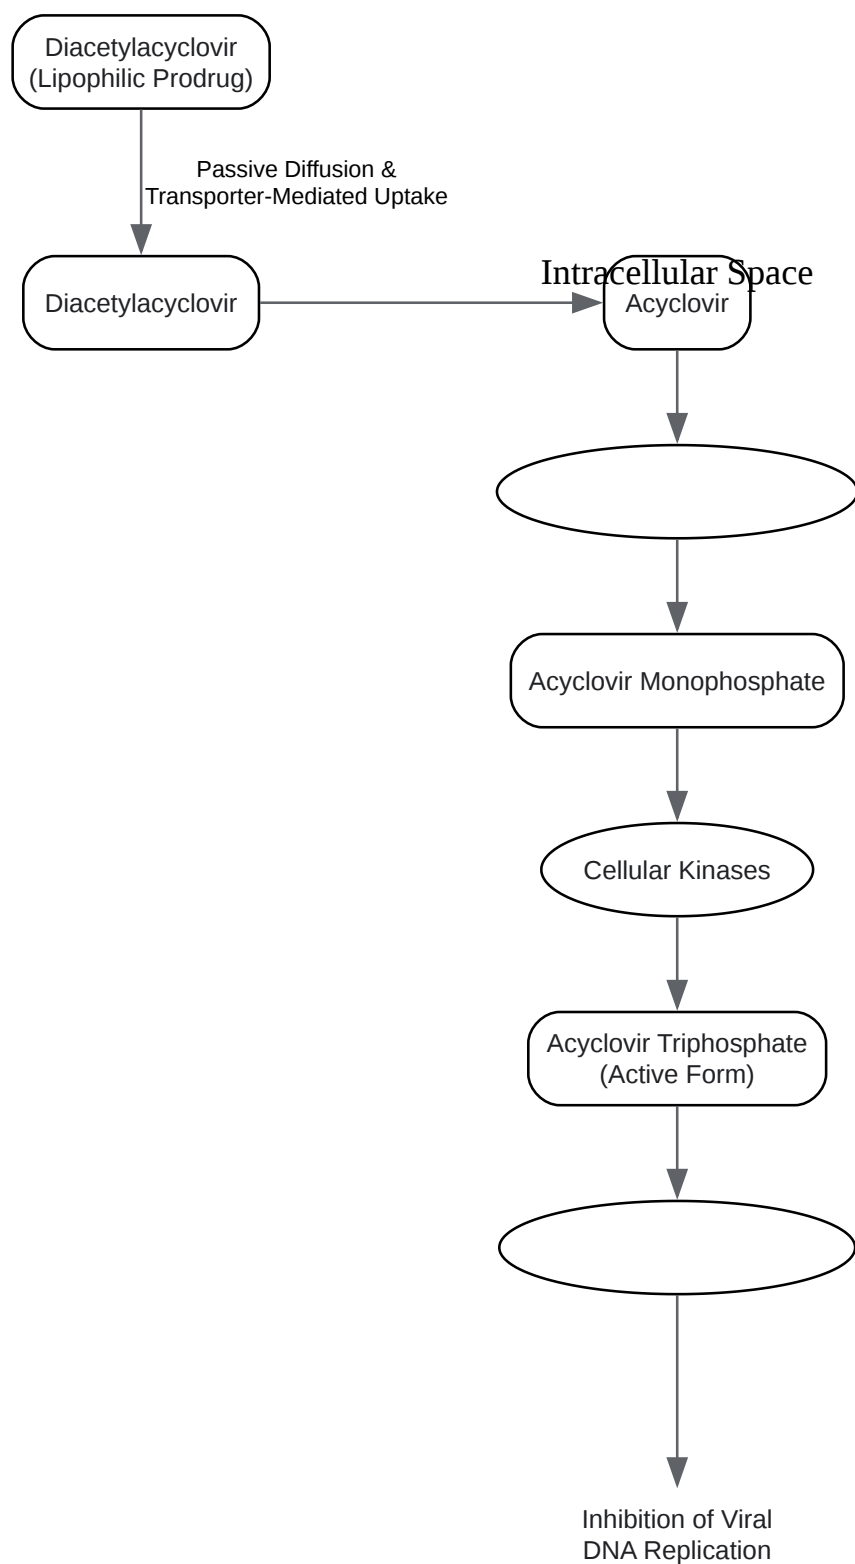 Diacetylacyclovir
(Lipophilic Prodrug)
Passive Diffusion &
Transporter-Mediated Uptake
Diacetylacyclovir
Intracellular Space
Acyclovir
Acyclovir Monophosphate
Cellular Kinases
Acyclovir Triphosphate
(Active Form)
Inhibition of Viral
DNA Replication